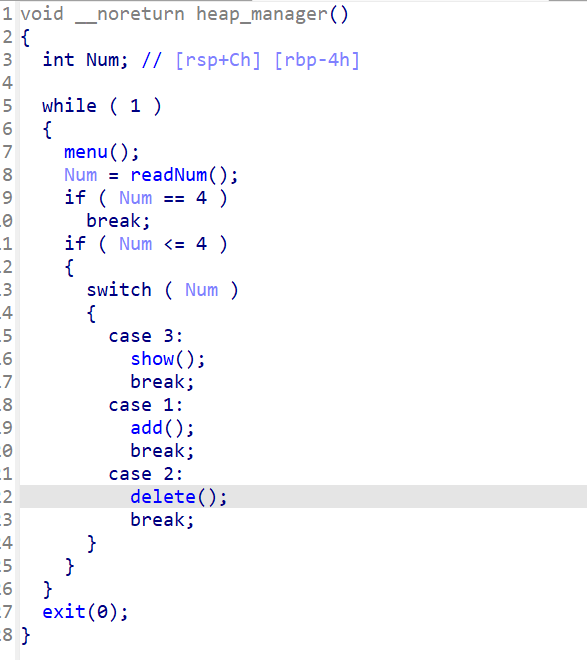 1 void __noreturn heap_manager()
2 {
3   int Num; // [rsp+Ch] [rbp-4h]
4
5   while ( 1 )
6   {
7     menu();
8     Num = readNum();
9     if ( Num == 4 )
0       break;
1     if ( Num <= 4 )
2     {
3       switch ( Num )
4       {
5         case 3:
6           show();
7           break;
8         case 1:
9           add();
0           break;
1         case 2:
2           delete();
3           break;
4       }
5     }
6   }
7   exit(0);
8 }